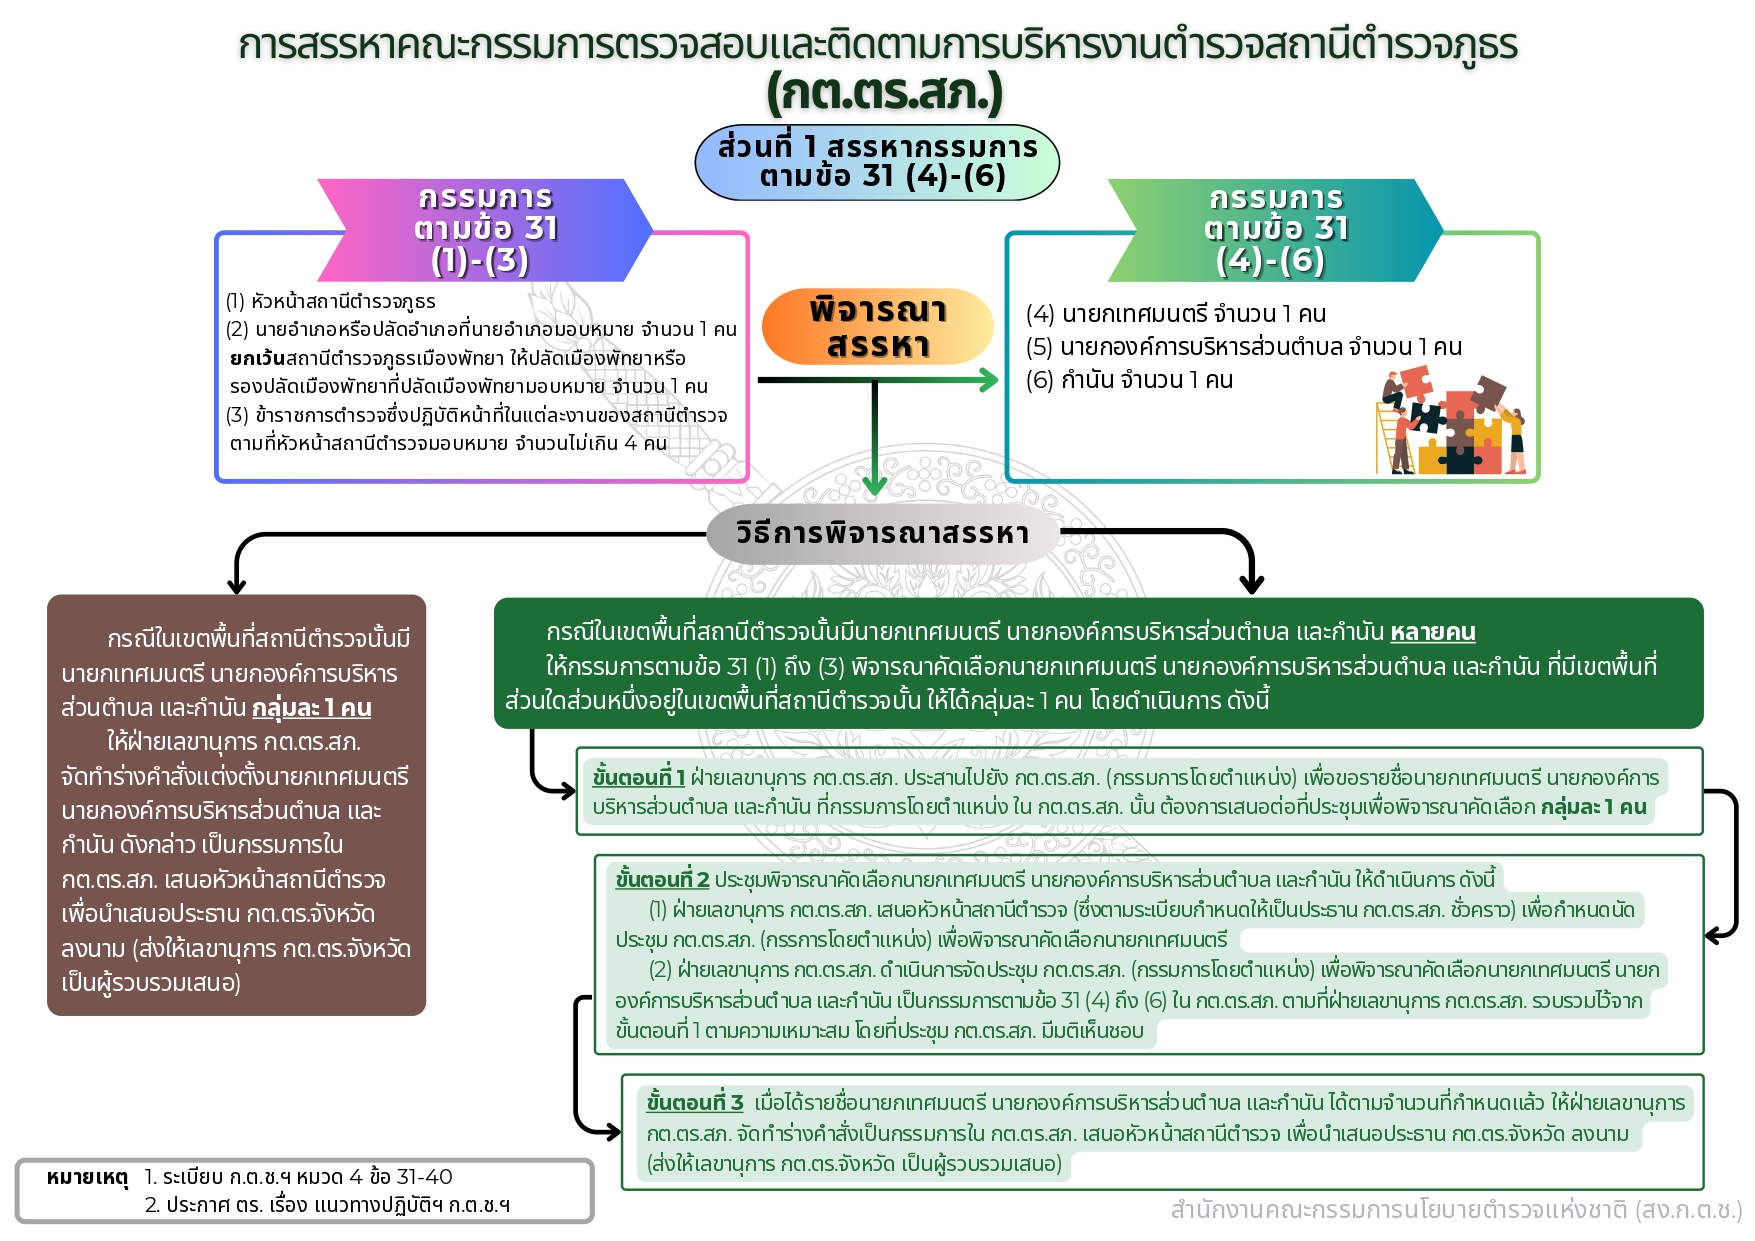 การสรรหาคณะกรรมการตรวจสอบและติดตามการบริหารงานตำรวจสถานีตำรวจภูธร
(กต.ตร.สภ.)
ส่วนที่ 1 สรรหากรรมการ
ตามข้อ 31 (4)-(6)
กรรมการ
ตามข้อ 31
(1)-(3)
(1) หัวหน้าสถานีตำรวจภูธร
(2) นายอำเภอหรือปลัดอำเภอที่นายอำเภอมอบหมาย จำนวน 1 คน
ยกเว้นสถานีตำรวจภูธรเมืองพัทยา ให้ปลัดเมืองพัทยาหรือ
รองปลัดเมืองพัทยาที่ปลัดเมืองพัทยามอบหมาย จำนวน 1 คน
(3) ข้าราชการตำรวจซึ่งปฏิบัติหน้าที่ในแต่ละงานของสถานีตำรวจ
ตามที่หัวหน้าสถานีตำรวจมอบหมาย จำนวนไม่เกิน 4 คน
พิจารณา
สรรหา
กรรมการ
ตามข้อ 31
(4)-(6)
(4) นายกเทศมนตรี จำนวน 1 คน
(5) นายกองค์การบริหารส่วนตำบล จำนวน 1 คน
(6) กำนัน จำนวน 1 คน
วิธีการพิจารณาสรรหา
กรณีในเขตพื้นที่สถานีตำรวจนั้นมี
นายกเทศมนตรี นายกองค์การบริหาร
ส่วนตำบล และกำนัน กลุ่มละ 1 คน
ให้ฝ่ายเลขานุการ กต.ตร.สภ.
จัดทำร่างคำสั่งแต่งตั้งนายกเทศมนตรี
นายกองค์การบริหารส่วนตำบล และ
กำนัน ดังกล่าว เป็นกรรมการใน
กต.ตร.สภ. เสนอหัวหน้าสถานีตำรวจ
เพื่อนำเสนอประธาน กต.ตร.จังหวัด
ลงนาม (ส่งให้เลขานุการ กต.ตร.จังหวัด
เป็นผู้รวบรวมเสนอ)
กรณีในเขตพื้นที่สถานีตำรวจนั้นมีนายกเทศมนตรี นายกองค์การบริหารส่วนตำบล และกำนัน หลายคน
ให้กรรมการตามข้อ 31 (1) ถึง (3) พิจารณาคัดเลือกนายกเทศมนตรี นายกองค์การบริหารส่วนตำบล และกำนัน ที่มีเขตพื้นที่
ส่วนใดส่วนหนึ่งอยู่ในเขตพื้นที่สถานีตำรวจนั้น ให้ได้กลุ่มละ 1 คน โดยดำเนินการ ดังนี้
ขั้นตอนที่ 1 ฝ่ายเลขานุการ กต.ตร.สภ. ประสานไปยัง กต.ตร.สภ. (กรรมการโดยตำแหน่ง) เพื่อขอรายชื่อนายกเทศมนตรี นายกองค์การ
บริหารส่วนตำบล และกำนัน ที่กรรมการโดยตำแหน่ง ใน กต.ตร.สภ. นั้น ต้องการเสนอต่อที่ประชุมเพื่อพิจารณาคัดเลือก กลุ่มละ 1 คน
ขั้นตอนที่ 2 ประชุมพิจารณาคัดเลือกนายกเทศมนตรี นายกองค์การบริหารส่วนตำบล และกำนัน ให้ดำเนินการ ดังนี้
(1) ฝ่ายเลขานุการ กต.ตร.สภ. เสนอหัวหน้าสถานีตำรวจ (ซึ่งตามระเบียบกำหนดให้เป็นประธาน กต.ตร.สภ. ชั่วคราว) เพื่อกำหนดนัด
ประชุม กต.ตร.สภ. (กรรการโดยตำแหน่ง) เพื่อพิจารณาคัดเลือกนายกเทศมนตรี
(2) ฝ่ายเลขานุการ กต.ตร.สภ. ดำเนินการจัดประชุม กต.ตร.สภ. (กรรมการโดยตำแหน่ง) เพื่อพิจารณาคัดเลือกนายกเทศมนตรี นายก
องค์การบริหารส่วนตำบล และกำนัน เป็นกรรมการตามข้อ 31 (4) ถึง (6) ใน กต.ตร.สภ. ตามที่ฝ่ายเลขานุการ กต.ตร.สภ. รวบรวมไว้จาก
ขั้นตอนที่ 1 ตามความเหมาะสม โดยที่ประชุม กต.ตร.สภ. มีมติเห็นชอบ
ขั้นตอนที่ 3 เมื่อได้รายชื่อนายกเทศมนตรี นายกองค์การบริหารส่วนตำบล และกำนัน ได้ตามจำนวนที่กำหนดแล้ว ให้ฝ่ายเลขานุการ
กต.ตร.สภ. จัดทำร่างคำสั่งเป็นกรรมการใน กต.ตร.สภ. เสนอหัวหน้าสถานีตำรวจ เพื่อนำเสนอประธาน กต.ตร.จังหวัด ลงนาม
(ส่งให้เลขานุการ กต.ตร.จังหวัด เป็นผู้รวบรวมเสนอ)
หมายเหตุ 1. ระเบียบ ก.ต.ช.ฯ หมวด 4 ข้อ 31-40
2. ประกาศ ตร. เรื่อง แนวทางปฏิบัติฯ ก.ต.ช.ฯ
สำนักงานคณะกรรมการนโยบายตำรวจแห่งชาติ (สง.ก.ต.ช.)